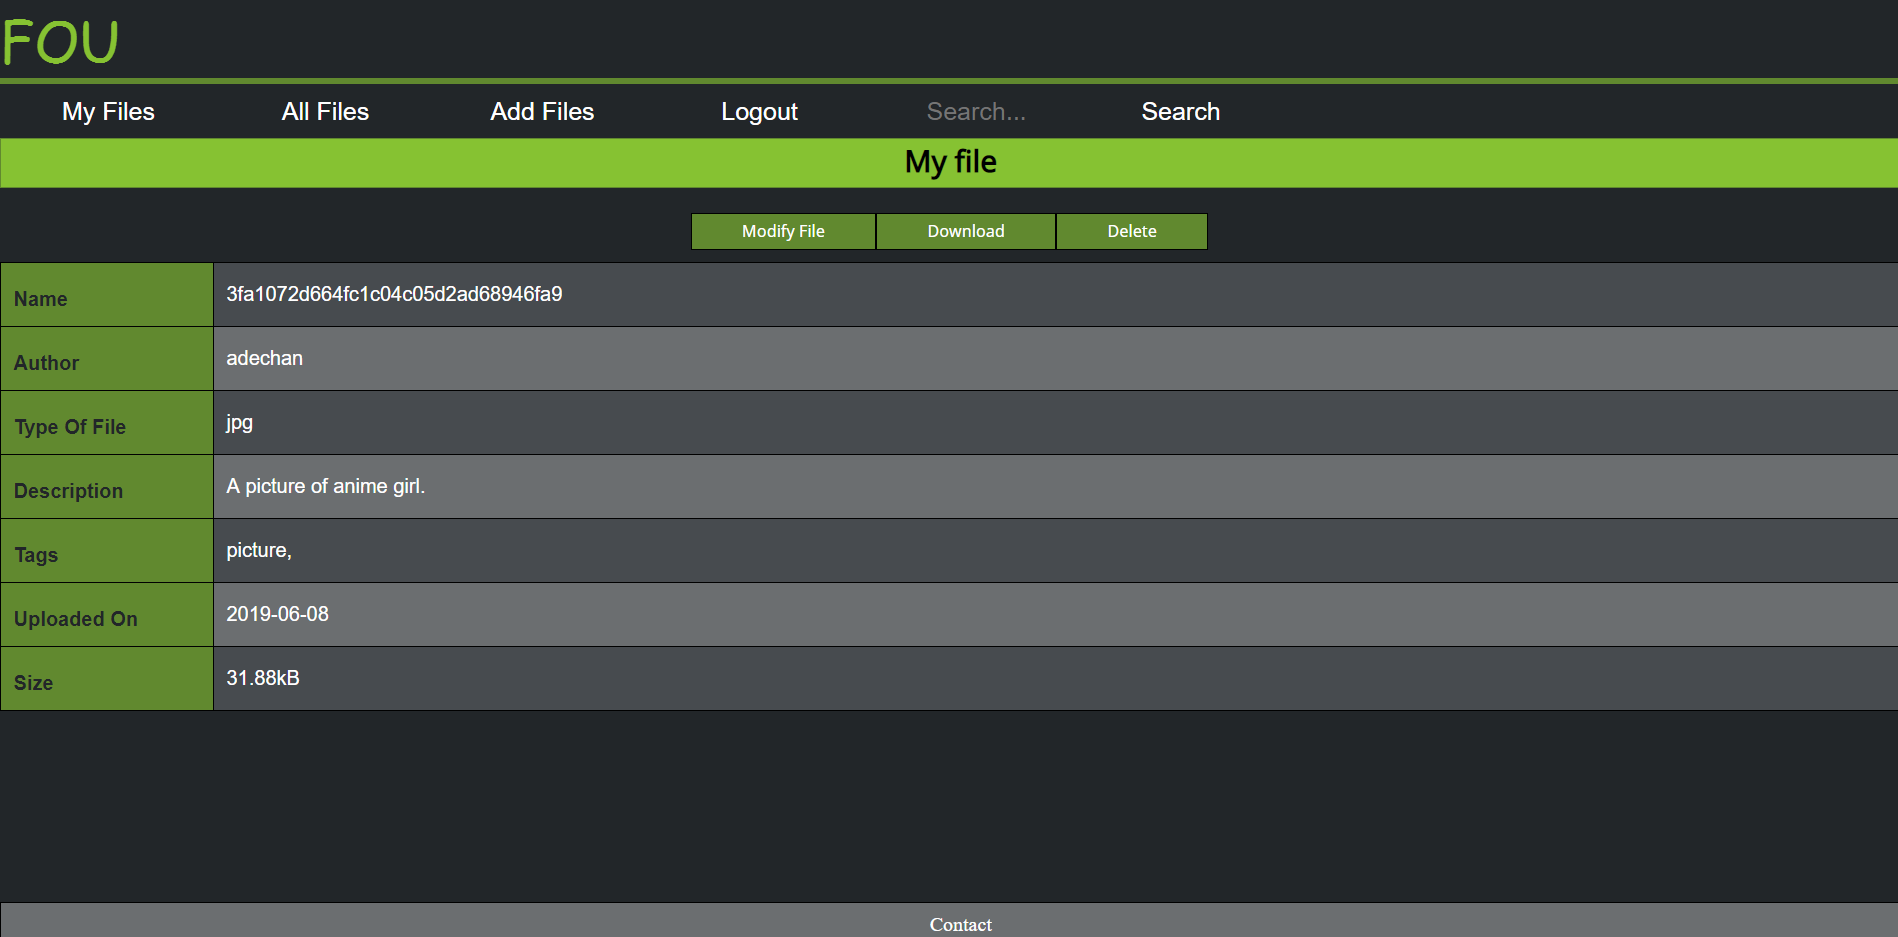 FOU
My Files All Files Add Files Logout Search... Search
My file
Modify File Download Delete
Name 3fa1072d664fc1c04c05d2ad68946fa9
Author adechan
Type Of File jpg
Description A picture of anime girl.
Tags picture,
Uploaded On 2019-06-08
Size 31.88kB
Contact